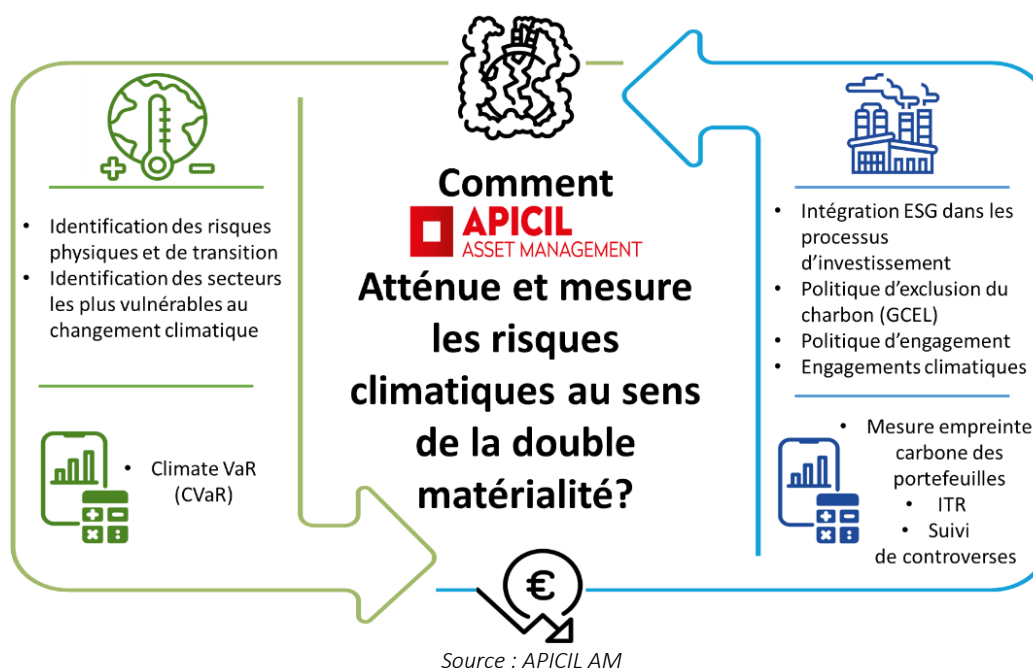 Comment
APICIL
ASSET MANAGEMENT
Atténue et mesure
les risques
climatiques au sens
de la double
matérialité?
• Identification des risques
physiques et de transition
• Identification des secteurs
les plus vulnérables au
changement climatique
• Climate VaR
(CVaR)
• Intégration ESG dans les
processus
d’investissement
• Politique d’exclusion du
charbon (GCEL)
• Politique d’engagement
• Engagements climatiques
• Mesure empreinte
carbone des
portefeuilles
• ITR
• Suivi
de controverses
€
Source : APICIL AM